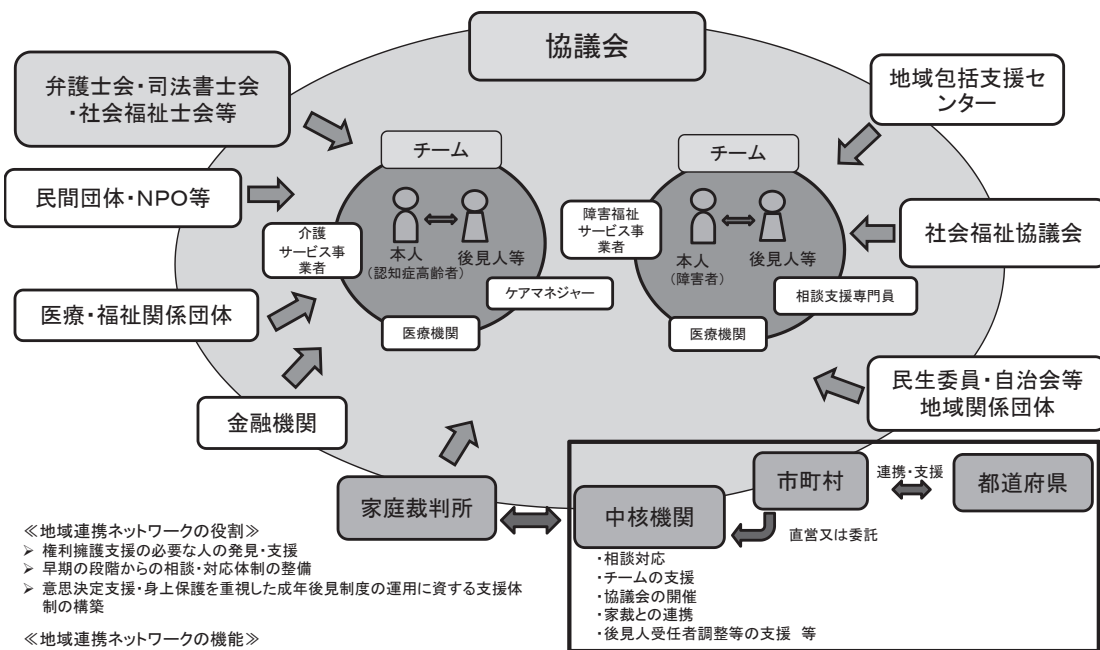 協議会
弁護士会・司法書士会
・社会福祉士会等
地域包括支援セ
ンター
チーム
チーム
民間団体・NPO等
介護
サービス事
業者
本人
(認知症高齢者)
後見人等
障害福祉
サービス事
業者
本人
(障害者)
後見人等
社会福祉協議会
ケアマネジャー
相談支援専門員
医療・福祉関係団体
医療機関
医療機関
金融機関
民生委員・自治会等
地域関係団体
家庭裁判所
中核機関
市町村
連携・支援
都道府県
直営又は委託
・相談対応
・チームの支援
・協議会の開催
・家裁との連携
・後見人受任者調整等の支援 等
≪地域連携ネットワークの役割≫
➢ 権利擁護支援の必要な人の発見・支援
➢ 早期の段階からの相談・対応体制の整備
➢ 意思決定支援・身上保護を重視した成年後見制度の運用に資する支援体
制の構築
≪地域連携ネットワークの機能≫